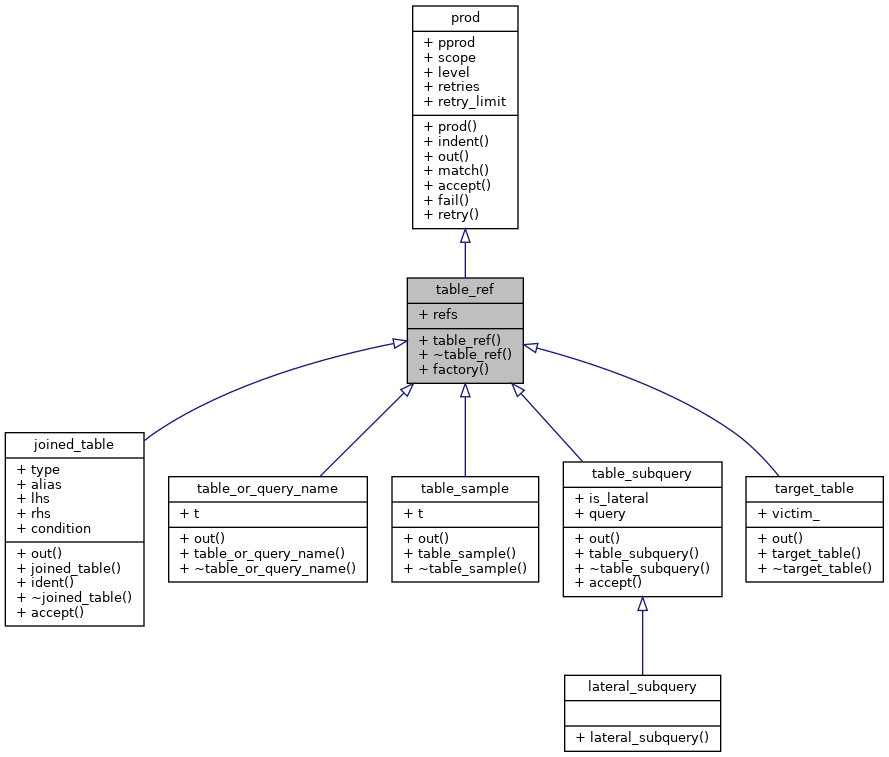 prod
+ pprod
+ scope
+ level
+ retries
+ retry_limit
+ prod()
+ indent()
+ out()
+ match()
+ accept()
+ fail()
+ retry()
table_ref
+ refs
+ table_ref()
+ ~table_ref()
+ factory()
joined_table
+ type
+ alias
+ lhs
+ rhs
+ condition
+ out()
+ joined_table()
+ ident()
+ ~joined_table()
+ accept()
table_or_query_name
+ t
+ out()
+ table_or_query_name()
+ ~table_or_query_name()
table_sample
+ t
+ out()
+ table_sample()
+ ~table_sample()
table_subquery
+ is_lateral
+ query
+ out()
+ table_subquery()
+ ~table_subquery()
+ accept()
target_table
+ victim_
+ out()
+ target_table()
+ ~target_table()
lateral_subquery
+ lateral_subquery()